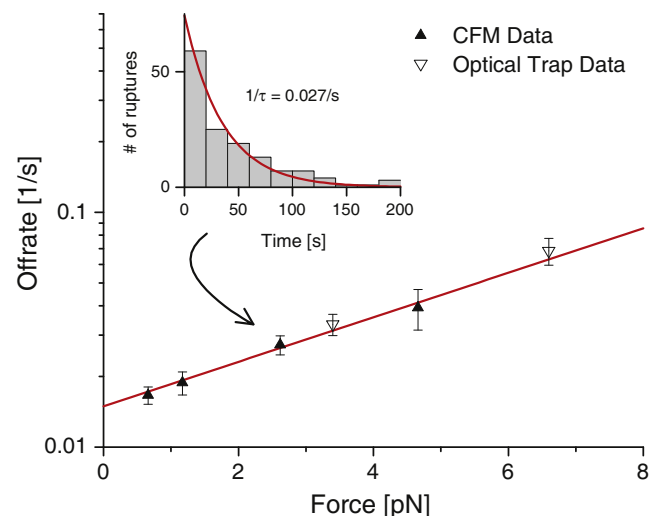 CFM Data
Optical Trap Data
# of ruptures
50
0
1/τ = 0.027/s
0 50 100 150 200
Time [s]
Offrate [1/s]
0.1
0.01
0 2 4 6 8
Force [pN]